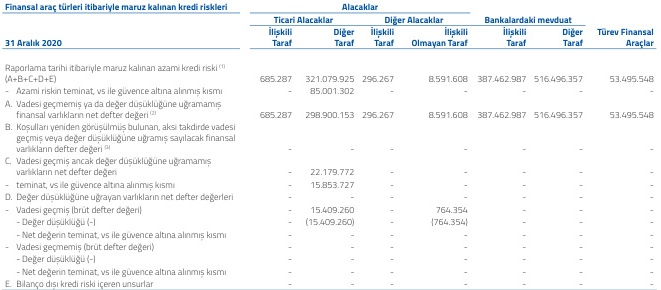 Finansal araç türleri itibariyle maruz kalınan kredi riskleri Alacaklar
Ticari Alacaklar Diğer Alacaklar Bankalardaki mevduat
İlişkili Diğer İlişkili İlişkili İlişkili Diğer Türev Finansal
31 Aralık 2020 Taraf Taraf Taraf Olmayan Taraf Taraf Taraf Araçlar
Raporlama tarihi itibariyle maruz kalınan azami kredi riski (1)
(A+B+C+D+E) 685.287 321.079.925 296.267 8.591.608 387.462.987 516.496.357 53.495.548
- Azami riskin teminat, vs ile güvence altına alınmış kısmı - 85.001.302 - - - - -
A. Vadesi geçmemiş ya da değer düşüklüğüne uğramamış
finansal varlıkların net defter değeri (2) 685.287 298.900.153 296.267 8.591.608 387.462.987 516.496.357 53.495.548
B. Koşulları yeniden görüşülmüş bulunan, aksi takdirde vadesi
geçmiş veya değer düşüklüğüne uğramış sayılacak finansal
varlıkların defter değeri (3) - - - - - - -
C. Vadesi geçmiş ancak değer düşüklüğüne uğramamış
varlıkların net defter değeri - 22.179.772 - - - - -
- teminat, vs ile güvence altına alınmış kısmı - 15.853.727 - - - - -
D. Değer düşüklüğüne uğrayan varlıkların net defter değerleri - - - - - - -
- Vadesi geçmiş (brüt defter değeri) - 15.409.260 - 764.354 - - -
- Değer düşüklüğü (-) - (15.409.260) - (764.354) - - -
- Net değerin teminat, vs ile güvence altına alınmış kısmı - - - - - - -
- Vadesi geçmemiş (brüt defter değeri) - - - - - - -
- Değer düşüklüğü (-) - - - - - - -
- Net değerin teminat, vs ile güvence altına alınmış kısmı - - - - - - -
E. Bilanço dışı kredi riski içeren unsurlar - - - - - - -